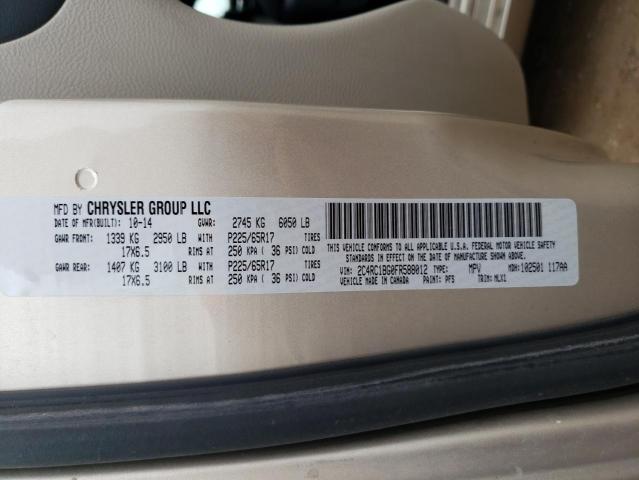 MFD BY CHRYSLER GROUP LLC
DATE OF MFR(BUILT): 10-14 GVWR: 2745 KG 6050 LB
GAWR FRONT: 1339 KG 2950 LB WITH P225/65R17 TIRES
17X6.5 RIMS AT 250 KPA ( 36 PSI) COLD
GAWR REAR: 1407 KG 3100 LB WITH P225/65R17 TIRES
17X6.5 RIMS AT 250 KPA ( 36 PSI) COLD
THIS VEHICLE CONFORMS TO ALL APPLICABLE U.S.A. FEDERAL MOTOR VEHICLE SAFETY
STANDARDS IN EFFECT ON THE DATE OF MANUFACTURE SHOWN ABOVE
VIN: 2C4RC1BG0FR588012 TYPE: MPV MDH:102501 117AA
VEHICLE MADE IN CANADA PAINT: PFS TRIM: MLX1